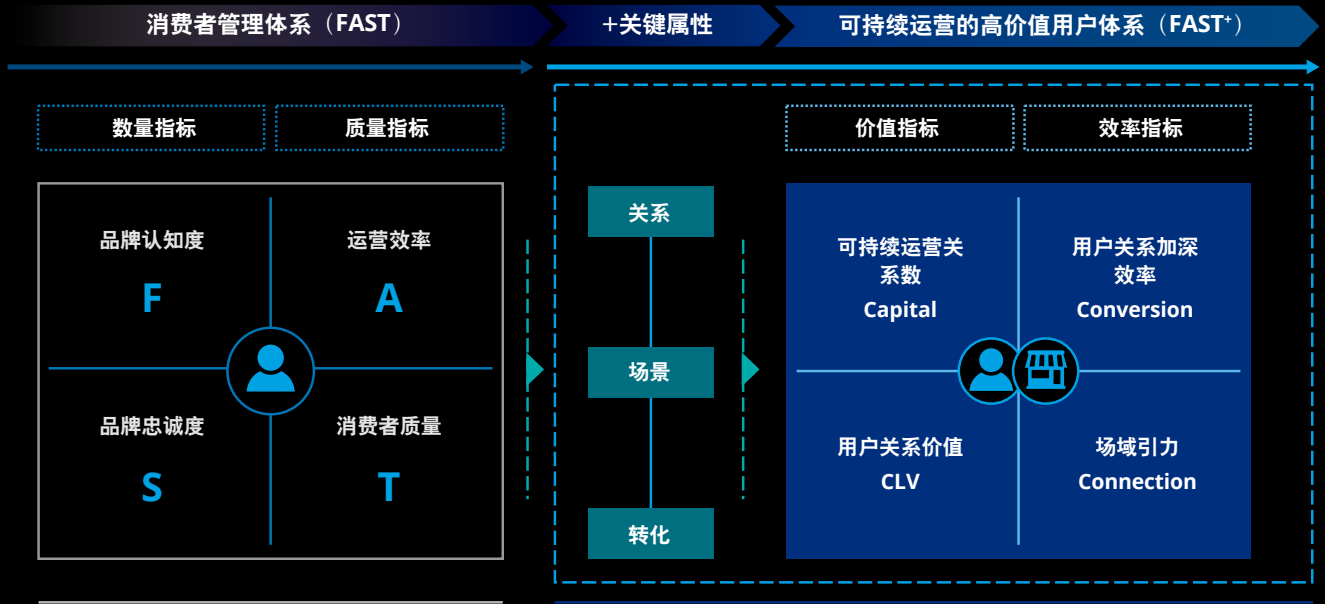 消费者管理体系（FAST）
+关键属性
可持续运营的高价值用户体系（FAST⁺）
数量指标
质量指标
价值指标
效率指标
品牌认知度
F
运营效率
A
品牌忠诚度
S
消费者质量
T
关系
场景
转化
可持续运营关
系数
Capital
用户关系加深
效率
Conversion
用户关系价值
CLV
场域引力
Connection